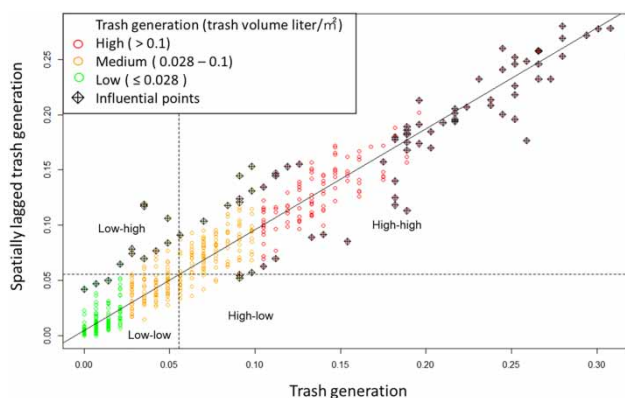 Trash generation (trash volume liter/㎡)
High ( > 0.1)
Medium ( 0.028 – 0.1)
Low ( ≤ 0.028 )
Influential points
Spatially lagged trash generation
0.25
0.20
0.15
0.10
0.05
0.00
Low-high
High-high
Low-low
High-low
0.00 0.05 0.10 0.15 0.20 0.25 0.30
Trash generation